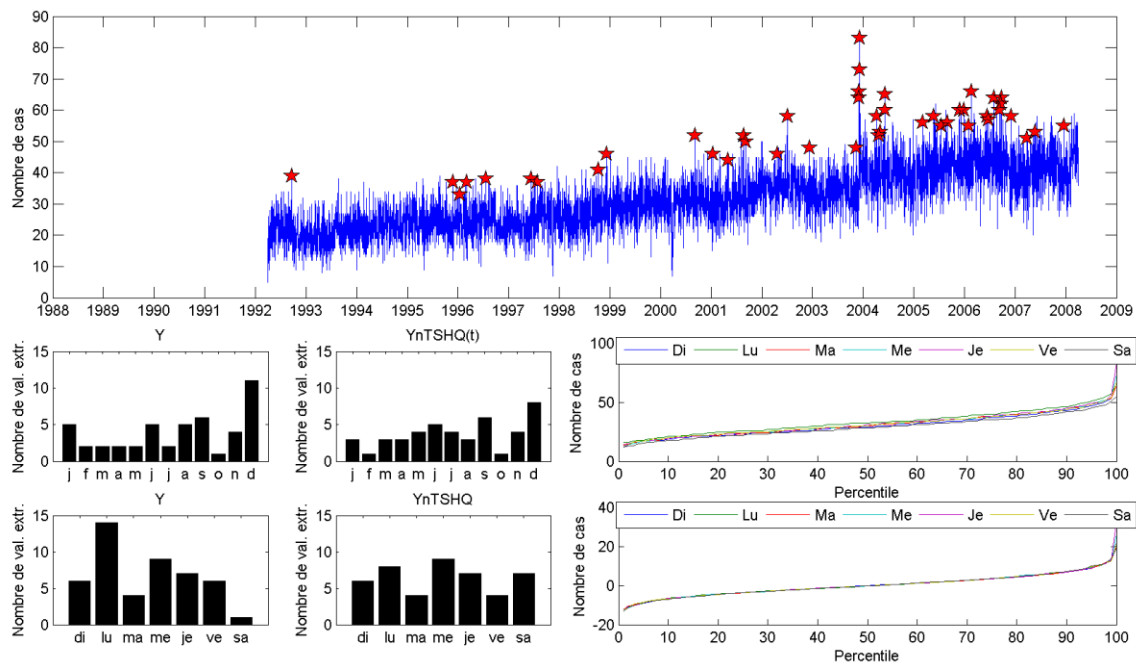 90
80
70
60
50
40
30
20
10
0
Nombre de cas
1988 1989 1990 1991 1992 1993 1994 1995 1996 1997 1998 1999 2000 2001 2002 2003 2004 2005 2006 2007 2008 2009
Y
15
10
5
0
Nombre de val. extr.
j f m a m j j a s o n d
YnTSHQ(t)
15
10
5
0
Nombre de val. extr.
j f m a m j j a s o n d
Di Lu Ma Me Je Ve Sa
100
50
0
Nombre de cas
0 10 20 30 40 50 60 70 80 90 100
Percentile
Y
15
10
5
0
Nombre de val. extr.
di lu ma me je ve sa
YnTSHQ
15
10
5
0
Nombre de val. extr.
di lu ma me je ve sa
Di Lu Ma Me Je Ve Sa
40
20
0
-20
Nombre de cas
0 10 20 30 40 50 60 70 80 90 100
Percentile